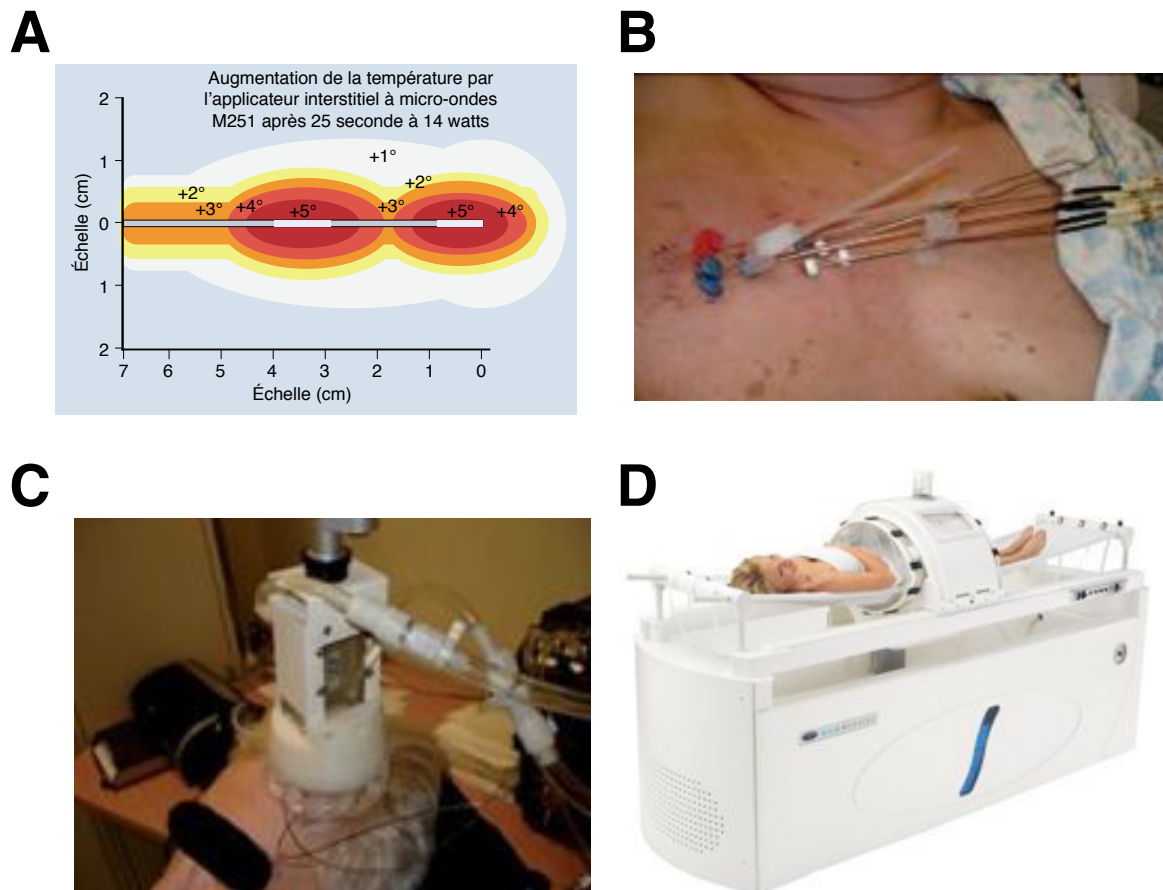 A
B
Augmentation de la température par
l'applicateur interstitiel à micro-ondes
M251 après 25 seconde à 14 watts
2
1
0
1
2
Échelle (cm)
+1°
+2°
+2°
+3°
+4°
+5°
+3°
+5°
+4°
7 6 5 4 3 2 1 0
Échelle (cm)
C
D